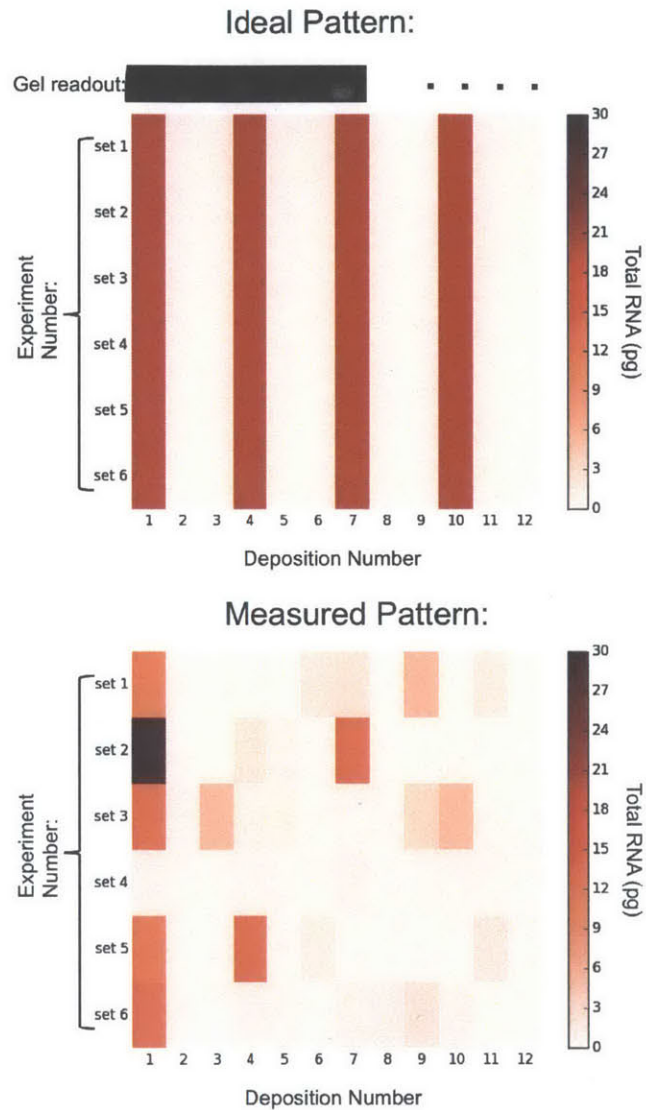 Ideal Pattern:
Gel readout:
Experiment
Number:
set 1
set 2
set 3
set 4
set 5
set 6
1 2 3 4 5 6 7 8 9 10 11 12
Deposition Number
30
27
24
21
18
15
12
9
6
3
0
Total RNA (pg)
Measured Pattern:
Experiment
Number:
set 1
set 2
set 3
set 4
set 5
set 6
1 2 3 4 5 6 7 8 9 10 11 12
Deposition Number
30
27
24
21
18
15
12
9
6
3
0
Total RNA (pg)